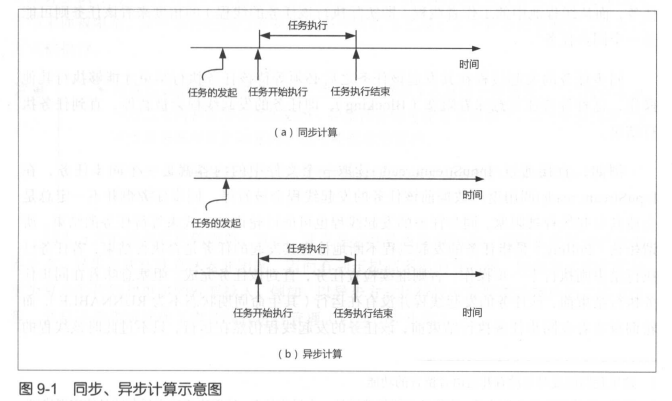 任务执行
时间
任务的发起 任务开始执行 任务执行结束
(a)同步计算
时间
任务的发起
任务执行
任务开始执行 任务执行结束 时间
(b)异步计算
图 9-1 同步、异步计算示意图